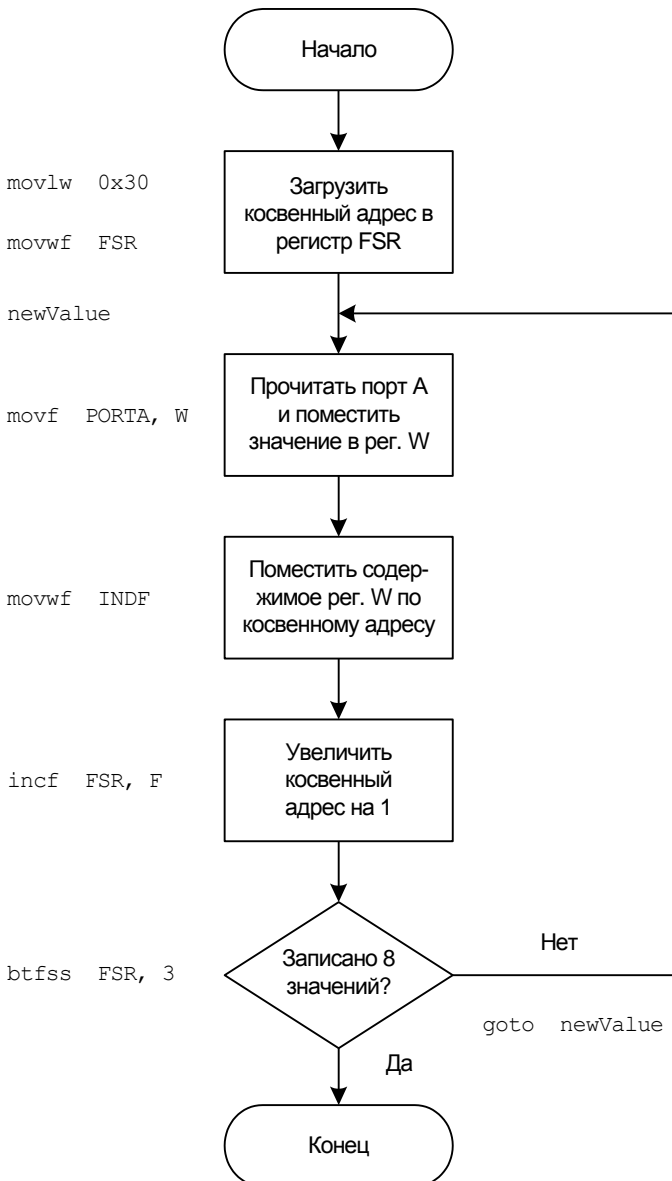 Начало
movlw 0x30
movwf FSR
Загрузить
косвенный адрес в
регистр FSR
newValue
movf PORTA, W
Прочитать порт A
и поместить
значение в рег. W
movwf INDF
Поместить содер-
жимое рег. W по
косвенному адресу
incf FSR, F
Увеличить
косвенный
адрес на 1
btfss FSR, 3
Записано 8
значений?
Нет
goto newValue
Да
Конец